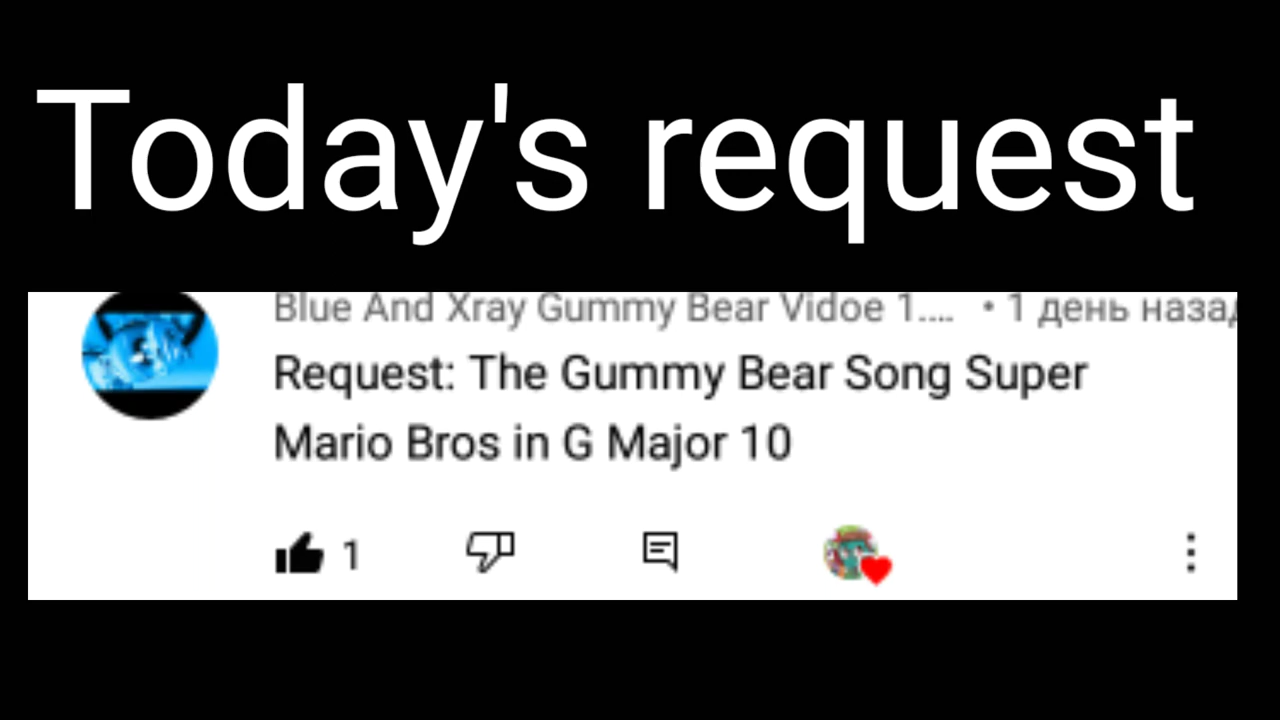 Today's request
Blue And Xray Gummy Bear Vidoe 1.... • 1 день назад
Request: The Gummy Bear Song Super
Mario Bros in G Major 10
1